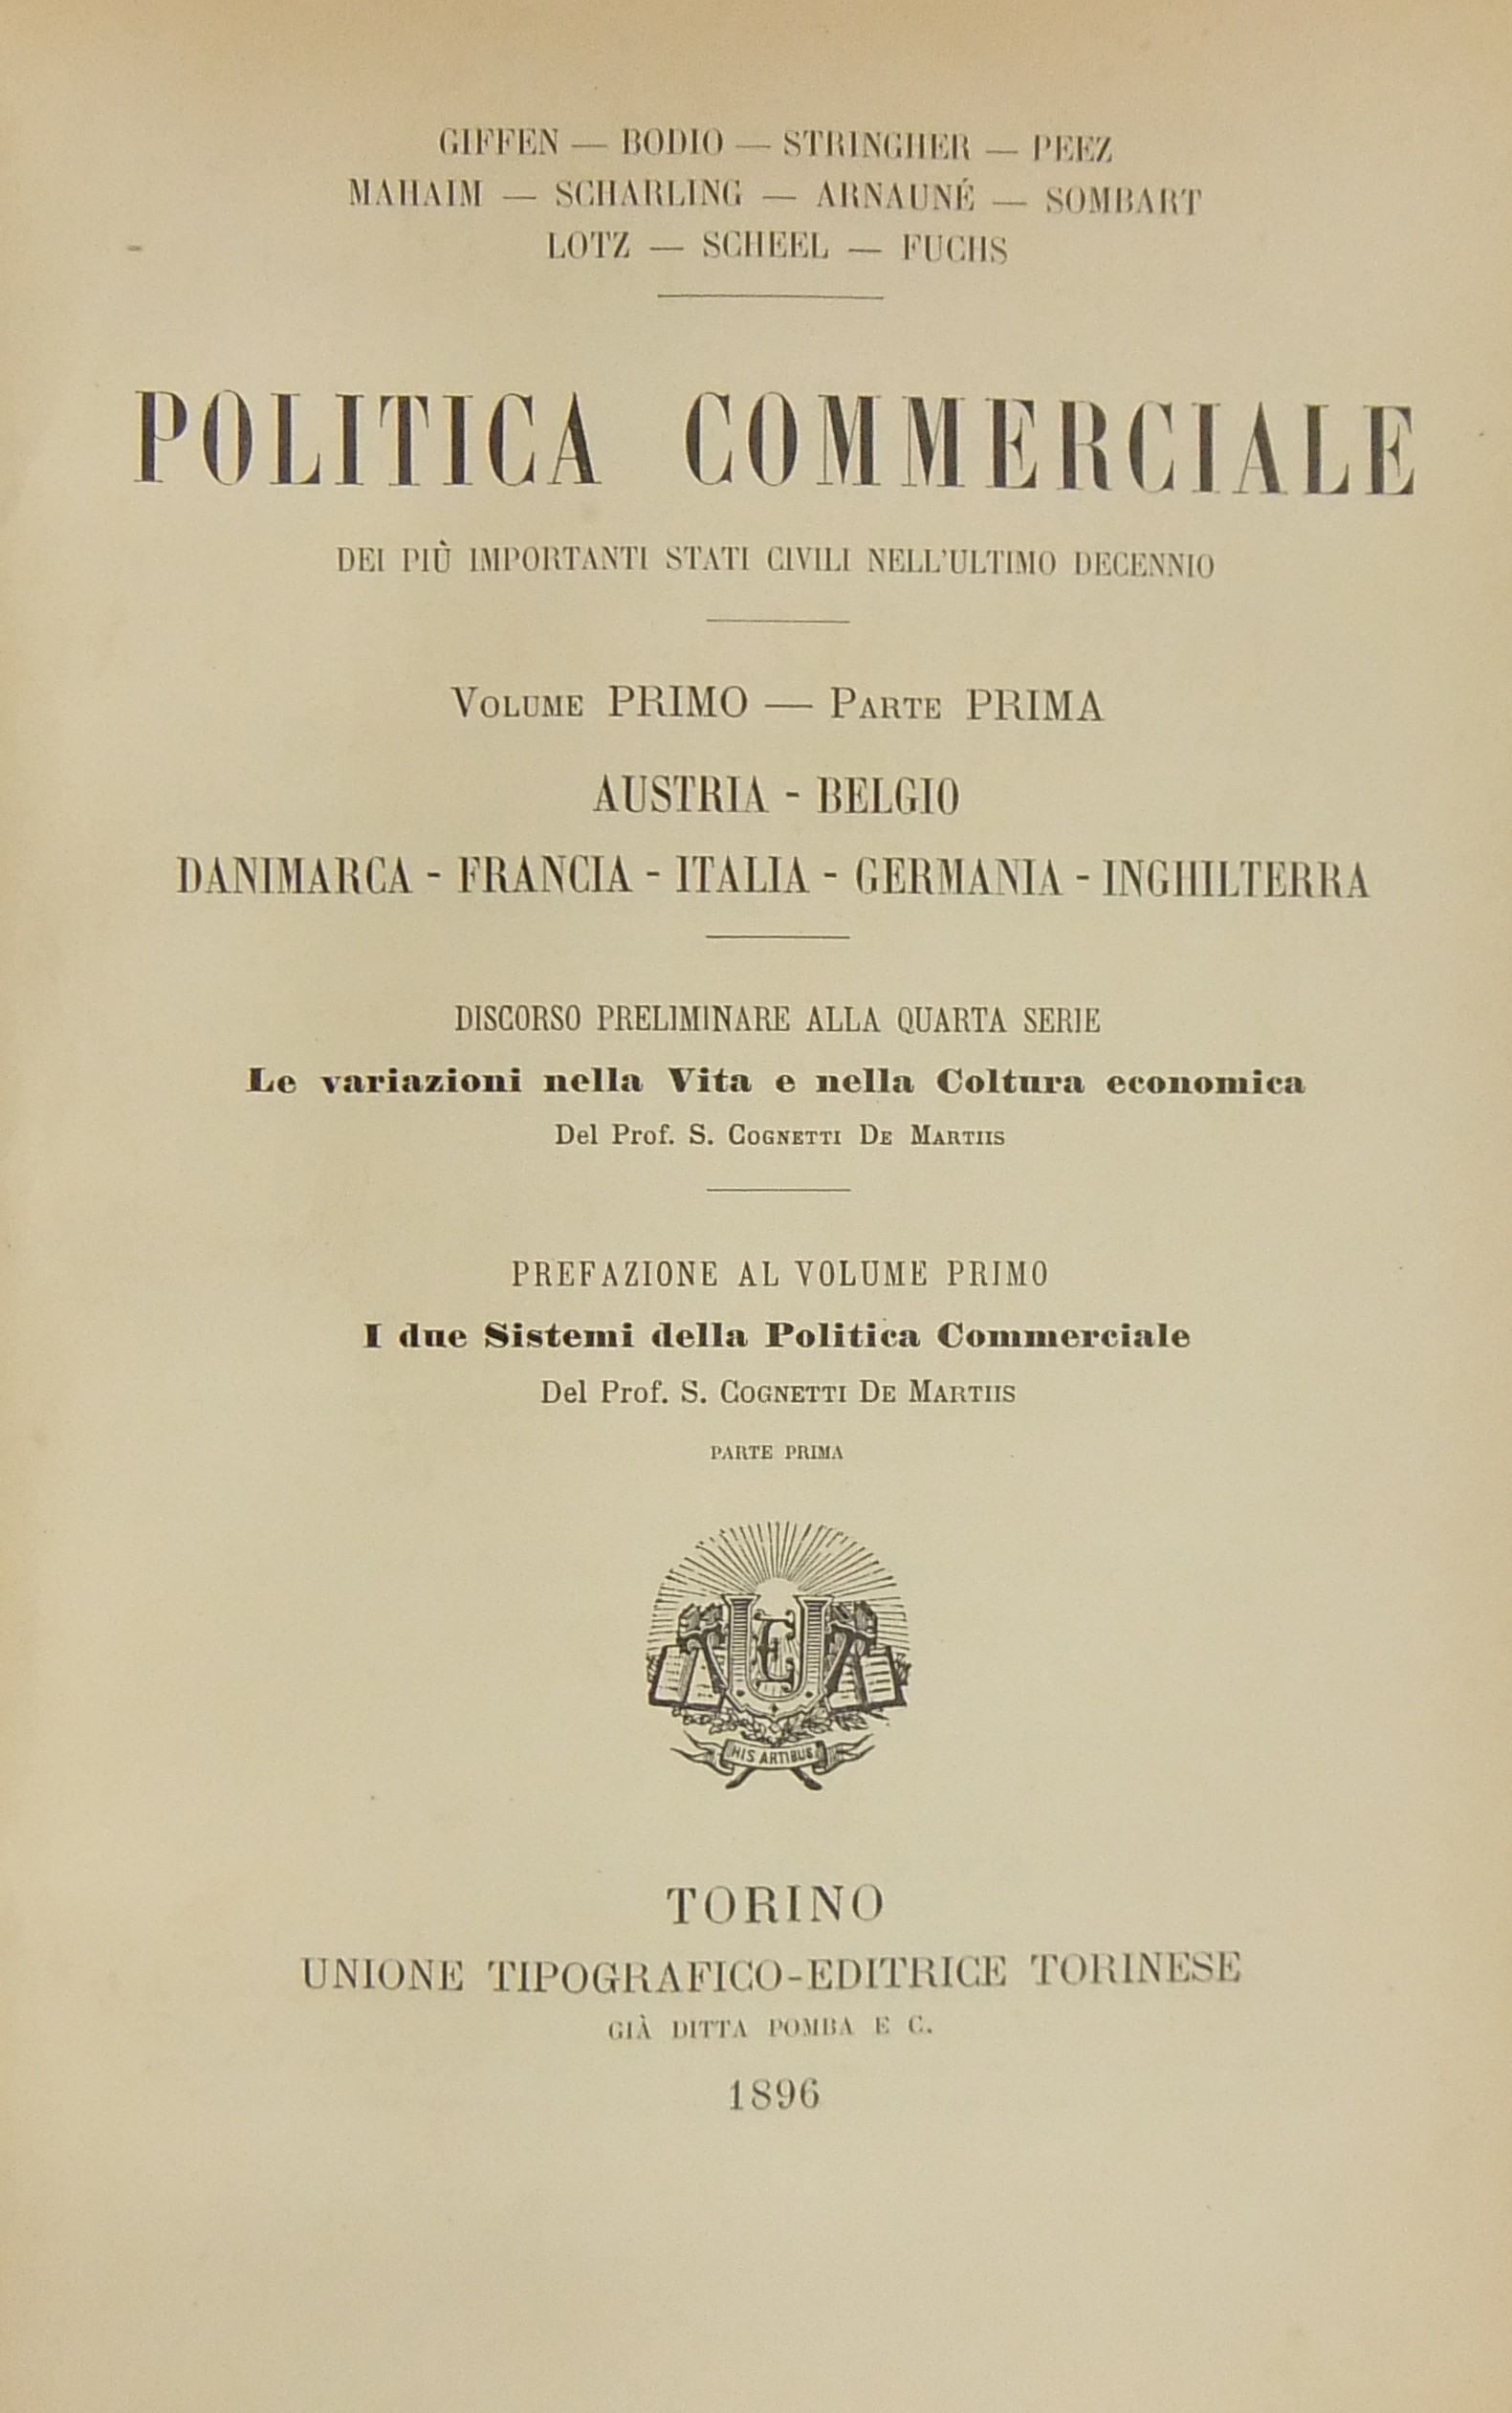 GIFFEN — BODIO — STRINGHER — PEEZ
MAHAIM — SCHARLING — ARNAUNÉ — SOMBART
LOTZ — SCHEEL — FUCHS
POLITICA COMMERCIALE
DEI PIÙ IMPORTANTI STATI CIVILI NELL'ULTIMO DECENNIO
VOLUME PRIMO — PARTE PRIMA
AUSTRIA - BELGIO
DANIMARCA - FRANCIA - ITALIA - GERMANIA - INGHILTERRA
DISCORSO PRELIMINARE ALLA QUARTA SERIE
Le variazioni nella Vita e nella Coltura economica
Del Prof. S. COGNETTI DE MARTIIS
PREFAZIONE AL VOLUME PRIMO
I due Sistemi della Politica Commerciale
Del Prof. S. COGNETTI DE MARTIIS
PARTE PRIMA
UTET
HIS ARTIBUS
TORINO
UNIONE TIPOGRAFICO-EDITRICE TORINESE
GIÀ DITTA POMBA E C.
1896